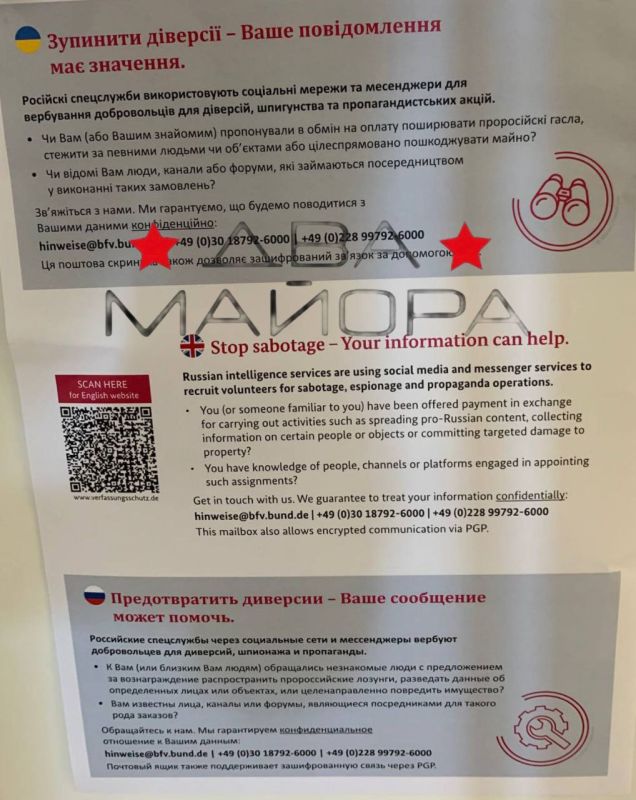 Зупинити діверсії – Ваше повідомлення
має значення.
Російскі спецслужби використовують соціальні мережи та месенджери для
вербування добровольців для діверсій, шпигунства та пропагандистських акцій.
• Чи Вам (або Вашим знайомим) пропонували в обмін на оплату поширювати проросійскі гасла,
стежити за певними людьми чи об'єктами або цілеспрямовано пошкоджувати майно?
• Чи відомі Вам люди, канали або форуми, які займаються посередництвом
у виконанні таких замовлень?
Зв'яжіться з нами. Ми гарантуємо, що будемо поводитися з
Вашими даними конфіденційно:
hinweise@bfv.bund +49 (0)30 18792-6000 | +49 (0)228 99792-6000
Ця поштова також дозволяє зашифрований зв'язок за
ДВА
МАЙОРА
Stop sabotage – Your information can help.
SCAN HERE
for English website
www.verfassungsschutz.de
Russian intelligence services are using social media and messenger services to
recruit volunteers for sabotage, espionage and propaganda operations.
• You (or someone familiar to you) have been offered payment in exchange
for carrying out activities such as spreading pro-Russian content, collecting
information on certain people or objects or committing targeted damage to
property?
• You have knowledge of people, channels or platforms engaged in appointing
such assignments?
Get in touch with us. We guarantee to treat your information confidentially:
hinweise@bfv.bund.de | +49 (0)30 18792-6000 | +49 (0)228 99792-6000
This mailbox also allows encrypted communication via PGP.
Предотвратить диверсии – Ваше сообщение
может помочь.
Российские спецслужбы через социальные сети и мессенджеры вербуют
добровольцев для диверсий, шпионажа и пропаганды.
• К Вам (или близким Вам людям) обращались незнакомые люди с предложением
за вознаграждение распространить пророссийские лозунги, разведать данные об
определенных лицах или объектах, или целенаправленно повредить имущество?
• Вам известны лица, каналы или форумы, являющиеся посредниками для такого
рода заказов?
Обращайтесь к нам. Мы гарантируем конфиденциальное
отношение к Вашим данным:
hinweise@bfv.bund.de | +49 (0)30 18792-6000 | +49 (0)228 99792-6000
Почтовый ящик также поддерживает зашифрованную связь через PGP.